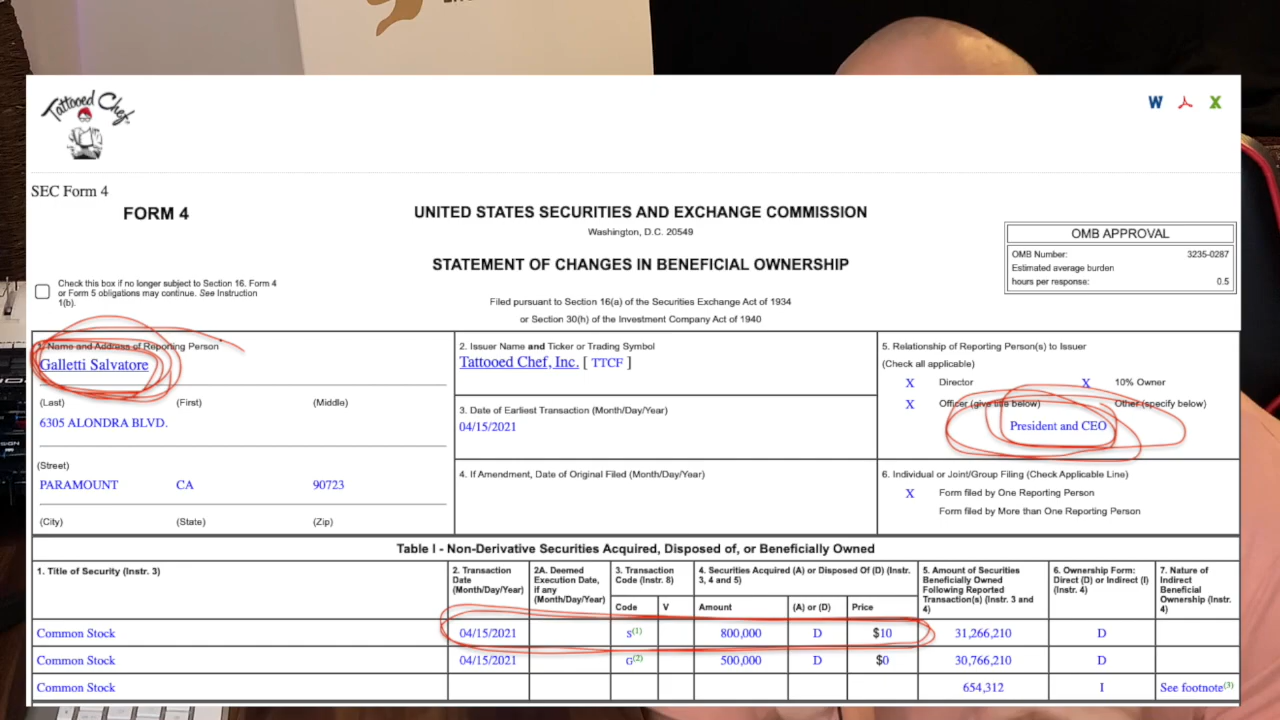 Tattooed Chef
W
X
SEC Form 4
FORM 4
UNITED STATES SECURITIES AND EXCHANGE COMMISSION
Washington, D.C. 20549
STATEMENT OF CHANGES IN BENEFICIAL OWNERSHIP
Filed pursuant to Section 16(a) of the Securities Exchange Act of 1934
or Section 30(h) of the Investment Company Act of 1940
OMB APPROVAL
OMB Number: 3235-0287
Estimated average burden
hours per response: 0.5
Check this box if no longer subject to Section 16. Form 4
or Form 5 obligations may continue. See Instruction
1(b).
1. Name and Address of Reporting Person
Galletti Salvatore
(Last) (First) (Middle)
6305 ALONDRA BLVD.
(Street)
PARAMOUNT CA 90723
(City) (State) (Zip)
2. Issuer Name and Ticker or Trading Symbol
Tattooed Chef, Inc. [ TTCF ]
3. Date of Earliest Transaction (Month/Day/Year)
04/15/2021
4. If Amendment, Date of Original Filed (Month/Day/Year)
5. Relationship of Reporting Person(s) to Issuer
(Check all applicable)
X Director X 10% Owner
X Officer (give title below) Other (specify below)
President and CEO
6. Individual or Joint/Group Filing (Check Applicable Line)
X Form filed by One Reporting Person
Form filed by More than One Reporting Person
Table I - Non-Derivative Securities Acquired, Disposed of, or Beneficially Owned
1. Title of Security (Instr. 3)
2. Transaction
Date
(Month/Day/Year)
2A. Deemed
Execution Date,
if any
(Month/Day/Year)
3. Transaction
Code (Instr. 8)
4. Securities Acquired (A) or Disposed Of (D) (Instr.
3, 4 and 5)
5. Amount of Securities
Beneficially Owned
Following Reported
Transaction(s) (Instr. 3 and
4)
6. Ownership Form:
Direct (D) or Indirect (I)
(Instr. 4)
7. Nature of
Indirect
Beneficial
Ownership (Instr.
4)
Code V Amount (A) or (D) Price
Common Stock 04/15/2021 S(1) 800,000 D $10 31,266,210 D
Common Stock 04/15/2021 G(2) 500,000 D $0 30,766,210 D
Common Stock 654,312 I See footnote(3)